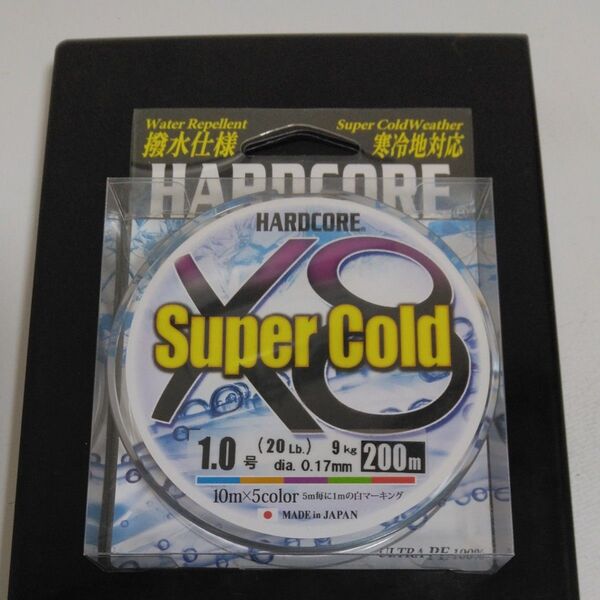 Water Repellent
撥水仕様
Super ColdWeather
寒冷地対応
HARDCORE
HARDCORE®
X8
Super Cold
1.0号 (20Lb.) 9kg
dia. 0.17mm 200m
10m×5color 5m毎に1mの白マーキング
MADE in JAPAN
ULTRA PE 100%